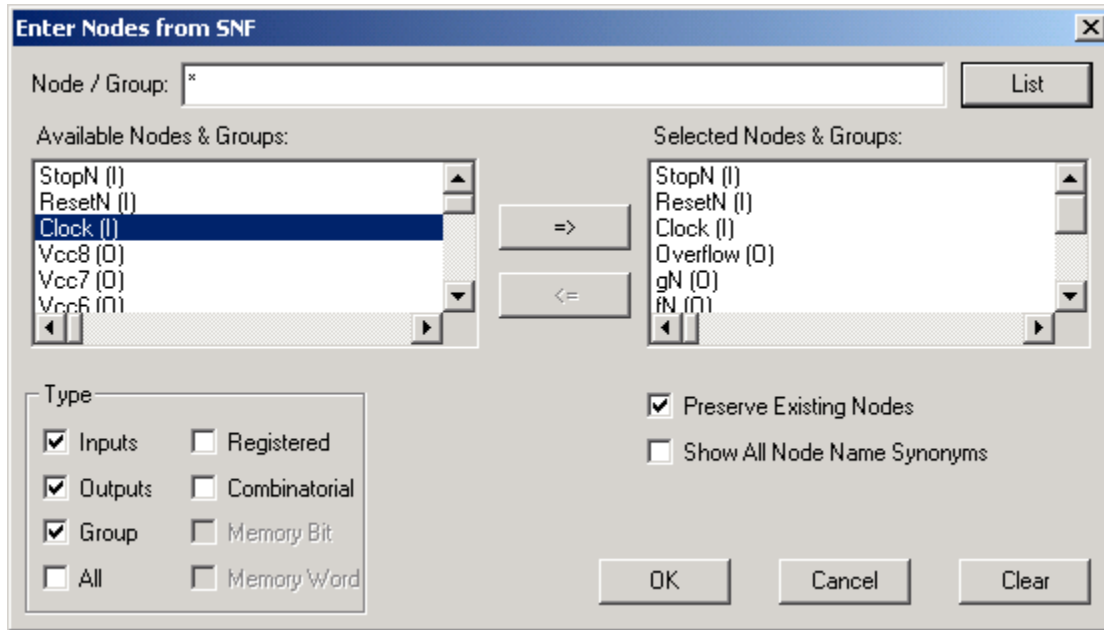 Enter Nodes from SNF
Node / Group: *
List
Available Nodes & Groups:
StopN (I)
ResetN (I)
Clock (I)
Vcc8 (O)
Vcc7 (O)
Vcc6 (O)
=>
<=
Selected Nodes & Groups:
StopN (I)
ResetN (I)
Clock (I)
Overflow (O)
gN (O)
fN (O)
Type
Inputs
Registered
Outputs
Combinatorial
Group
Memory Bit
All
Memory Word
Preserve Existing Nodes
Show All Node Name Synonyms
OK
Cancel
Clear